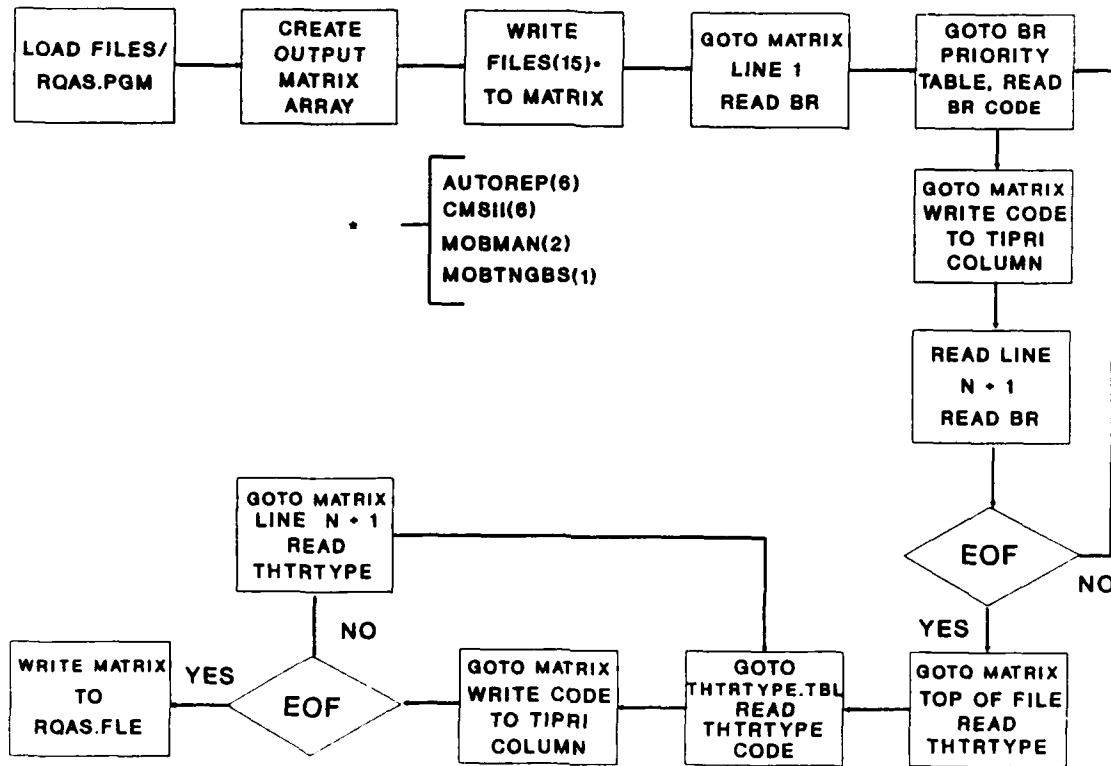 LOAD FILES/
RQAS.PGM
CREATE
OUTPUT
MATRIX
ARRAY
WRITE
FILES(15)*
TO MATRIX
GOTO MATRIX
LINE 1
READ BR
GOTO BR
PRIORITY
TABLE, READ
BR CODE
*
AUTOREP(6)
CMSII(6)
MOBMAN(2)
MOBTNGBS(1)
GOTO MATRIX
WRITE CODE
TO TIPRI
COLUMN
READ LINE
N + 1
READ BR
EOF
NO
YES
GOTO MATRIX
TOP OF FILE
READ
THTRTYPE
GOTO
THTRTYPE.TBL
READ
THTRTYPE
CODE
GOTO MATRIX
WRITE CODE
TO TIPRI
COLUMN
EOF
NO
GOTO MATRIX
LINE N + 1
READ
THTRTYPE
YES
WRITE MATRIX
TO
RQAS.FLE